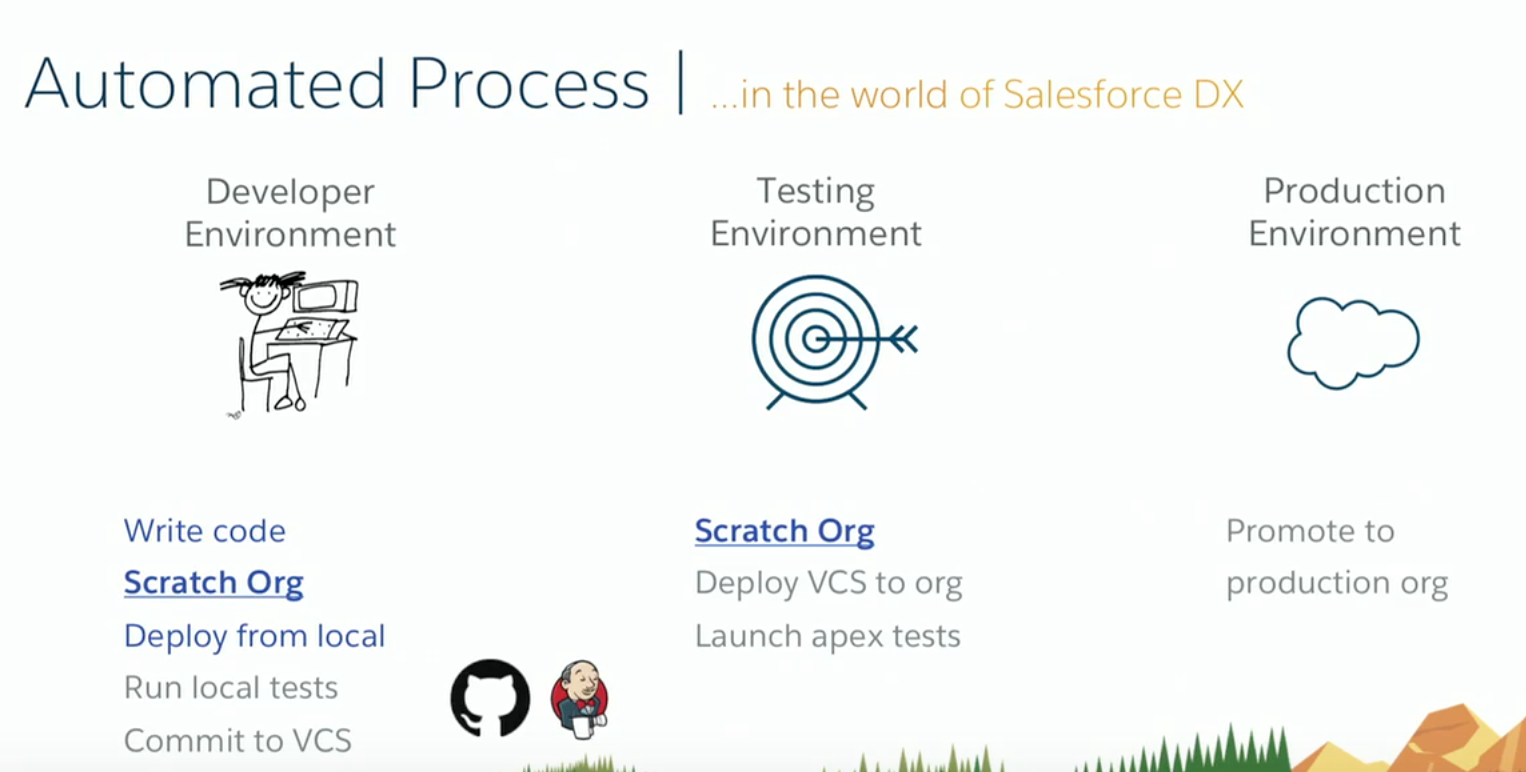 Automated Process | ...in the world of Salesforce DX
Developer
Environment
Write code
Scratch Org
Deploy from local
Run local tests
Commit to VCS
Testing
Environment
Scratch Org
Deploy VCS to org
Launch apex tests
Production
Environment
Promote to
production org